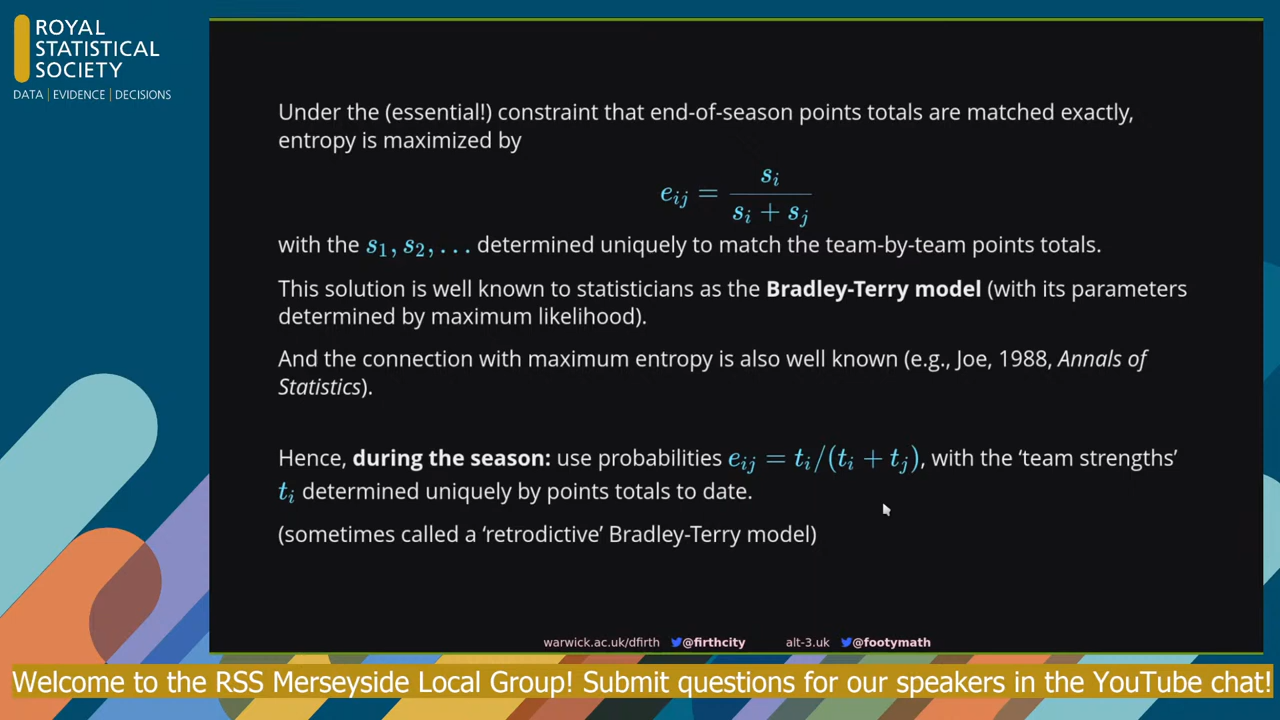 ROYAL
STATISTICAL
SOCIETY
DATA | EVIDENCE | DECISIONS
Under the (essential!) constraint that end-of-season points totals are matched exactly,
entropy is maximized by
e_{ij} = \frac{s_i}{s_i + s_j}
with the s_1, s_2, … determined uniquely to match the team-by-team points totals.
This solution is well known to statisticians as the Bradley-Terry model (with its parameters
determined by maximum likelihood).
And the connection with maximum entropy is also well known (e.g., Joe, 1988, Annals of
Statistics).
Hence, during the season: use probabilities e_{ij} = t_i/(t_i + t_j), with the ‘team strengths’
t_i determined uniquely by points totals to date.
(sometimes called a ‘retrodictive’ Bradley-Terry model)
warwick.ac.uk/dfirth @firthcity alt-3.uk @footymath
Welcome to the RSS Merseyside Local Group! Submit questions for our speakers in the YouTube chat!